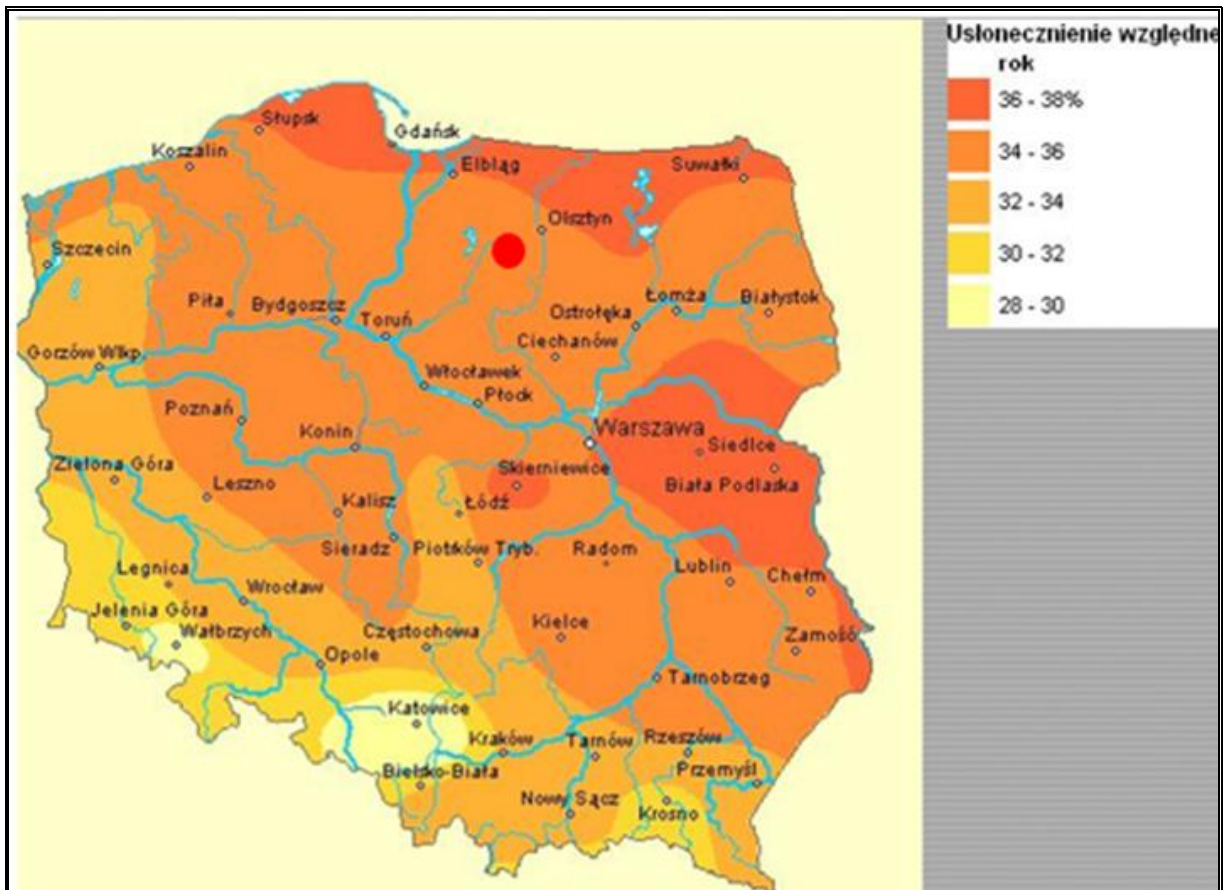 Usłonecznienie względne
rok
36 - 38%
34 - 36
32 - 34
30 - 32
28 - 30
Słupsk
Gdańsk
Koszalin
Elbląg
Suwałki
Olsztyn
Szczecin
Piła
Bydgoszcz
Toruń
Ostrołęka
Łomża
Białystok
Ciechanów
Gorzów Wlkp.
Włocławek
Płock
Poznań
Konin
Warszawa
Siedlce
Skierniewice
Biała Podlaska
Zielona Góra
Leszno
Kalisz
Łódź
Sieradz
Piotrków Tryb.
Radom
Lublin
Chełm
Legnica
Wrocław
Jelenia Góra
Wałbrzych
Częstochowa
Kielce
Zamość
Opole
Tarnobrzeg
Katowice
Kraków
Tarnów
Rzeszów
Przemyśl
Bielsko-Biała
Nowy Sącz
Krosno